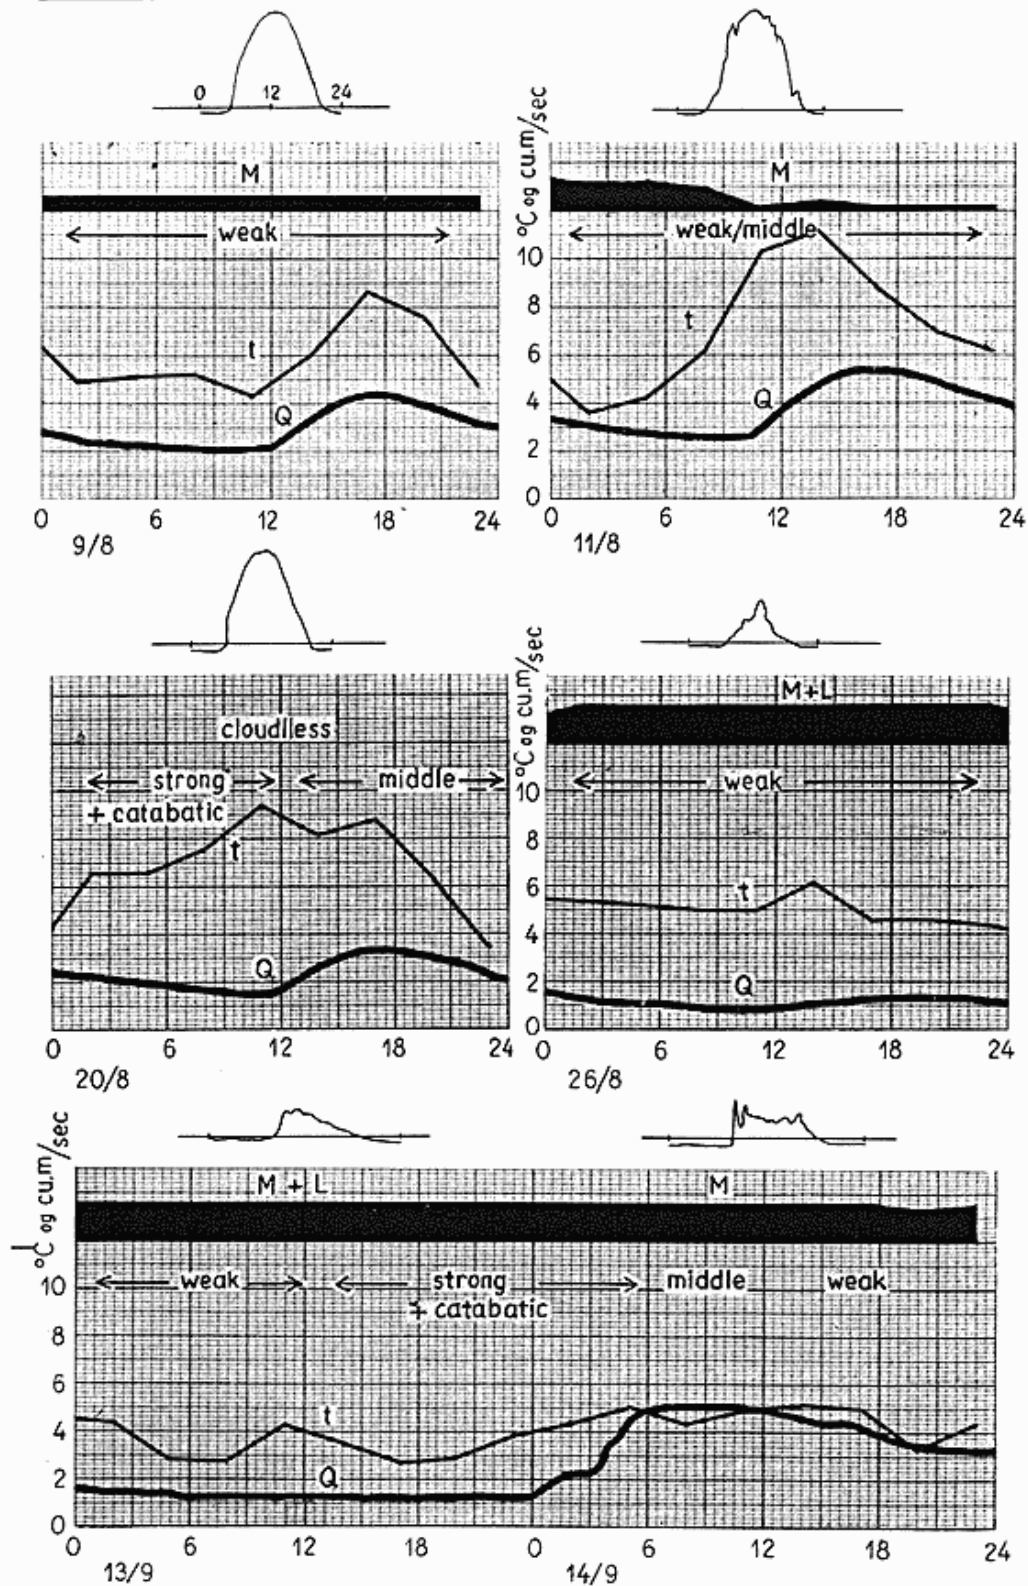 0 12 24
M
weak
t
Q
0 6 12 18 24
9/8
°C og cu.m/sec
M
weak/middle
10
8
6
4
2
0
t
Q
0 6 12 18 24
11/8
cloudless
strong
+ catabatic
middle
t
Q
0 6 12 18 24
20/8
°C og cu.m/sec
M+L
weak
10
8
6
4
2
0
t
Q
0 6 12 18 24
26/8
°C og cu.m/sec
M + L
M
weak
strong
+ catabatic
middle
weak
10
8
6
4
2
0
t
Q
0 6 12 18 0 6 12 18 24
13/9
14/9